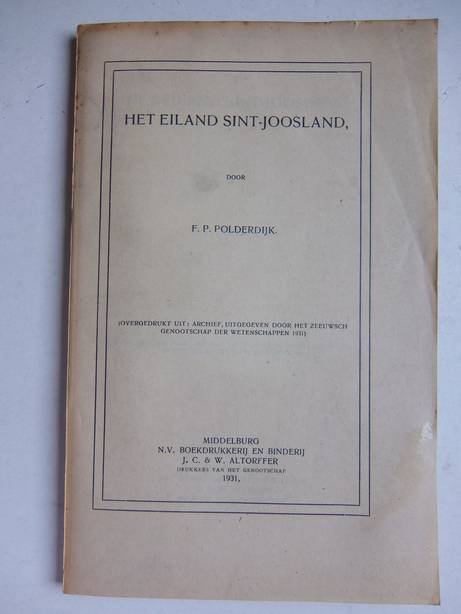 HET EILAND SINT-JOOSLAND,
DOOR
F. P. POLDERDIJK.
(OVERGEDRUKT UIT: ARCHIEF, UITGEGEVEN DOOR HET ZEEUWSCH
GENOOTSCHAP DER WETENSCHAPPEN 1931)
MIDDELBURG
N.V. BOEKDRUKKERIJ EN BINDERIJ
J. C. & W. ALTORFFER
DRUKKERS VAN HET GENOOTSCHAP
1931,